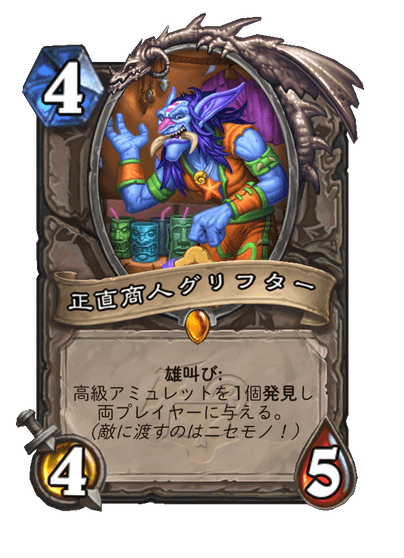 4
正直商人グリフター
雄叫び:
高級アミュレットを1個発見し
両プレイヤーに与える。
(敵に渡すのはニセモノ!)
4
5